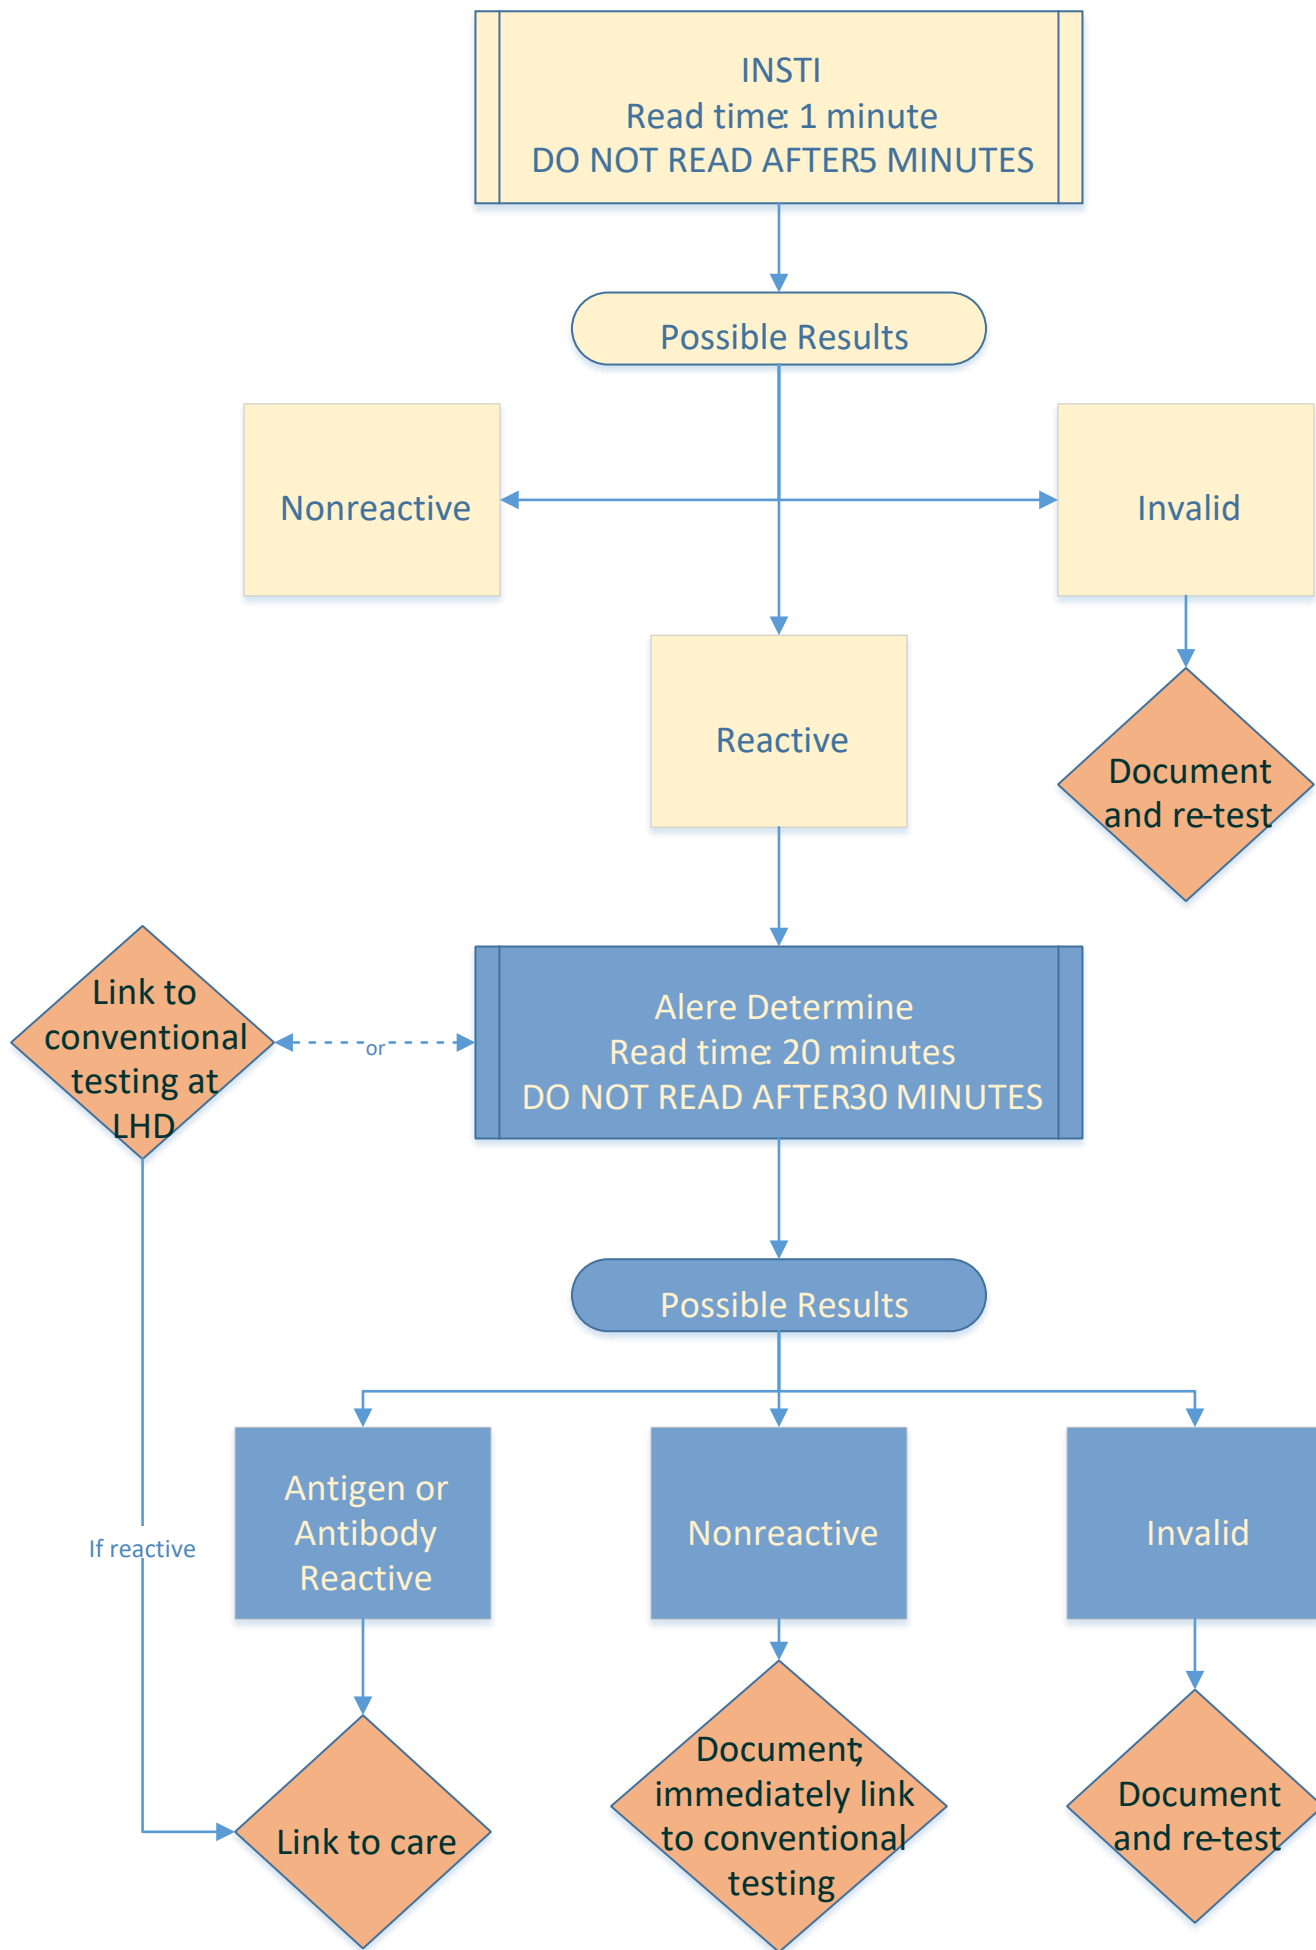 INSTI
Read time: 1 minute
DO NOT READ AFTER5 MINUTES
Possible Results
Nonreactive
Invalid
Reactive
Document
and re-test
Link to
conventional
testing at
LHD
or
Alere Determine
Read time: 20 minutes
DO NOT READ AFTER30 MINUTES
Possible Results
If reactive
Antigen or
Antibody
Reactive
Nonreactive
Invalid
Link to care
Document;
immediately link
to conventional
testing
Document
and re-test